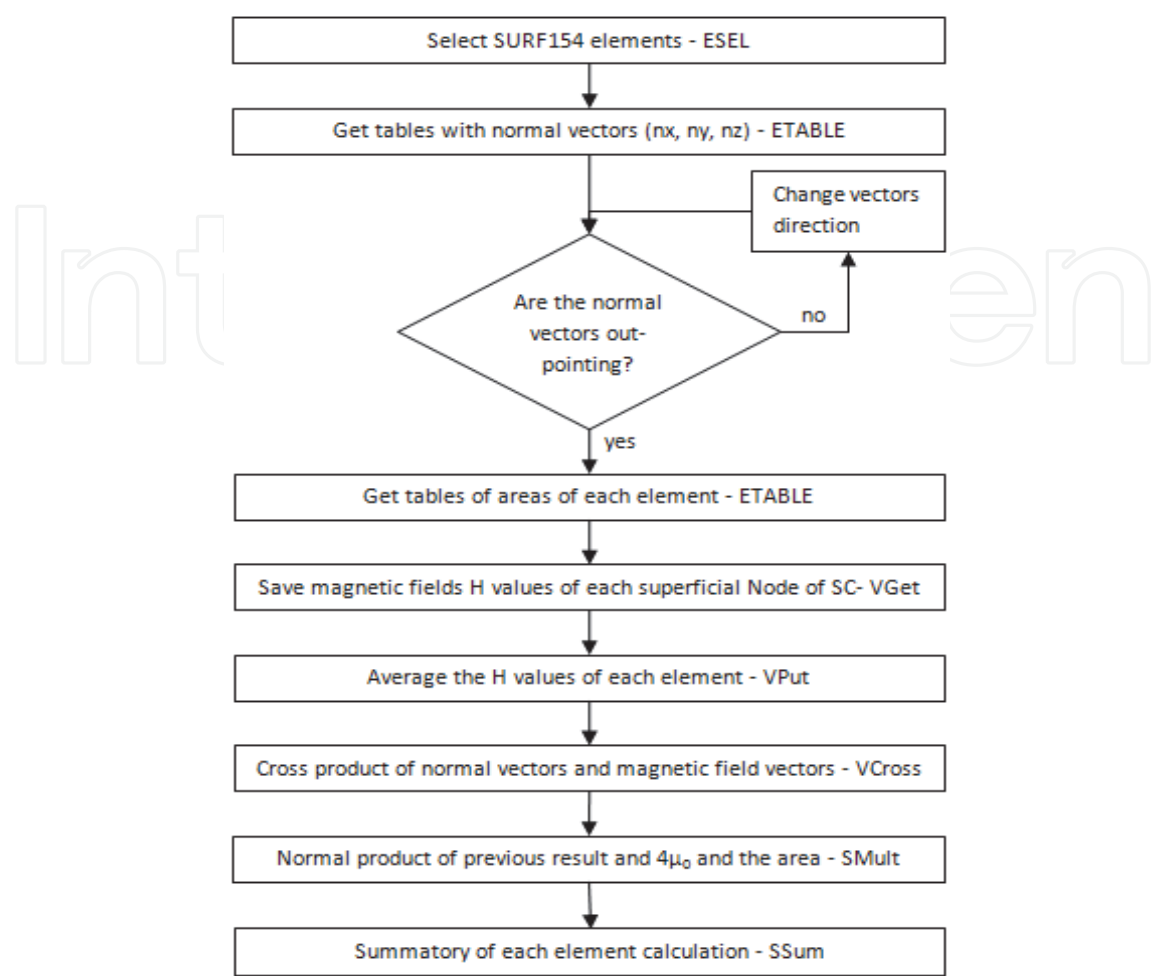 Select SURF154 elements - ESEL
Get tables with normal vectors (nx, ny, nz) - ETABLE
Change vectors
direction
Are the normal
vectors out-
pointing?
no
yes
Get tables of areas of each element - ETABLE
Save magnetic fields H values of each superficial Node of SC- VGet
Average the H values of each element - VPut
Cross product of normal vectors and magnetic field vectors - VCross
Normal product of previous result and 4μ₀ and the area - SMult
Summatory of each element calculation - SSum